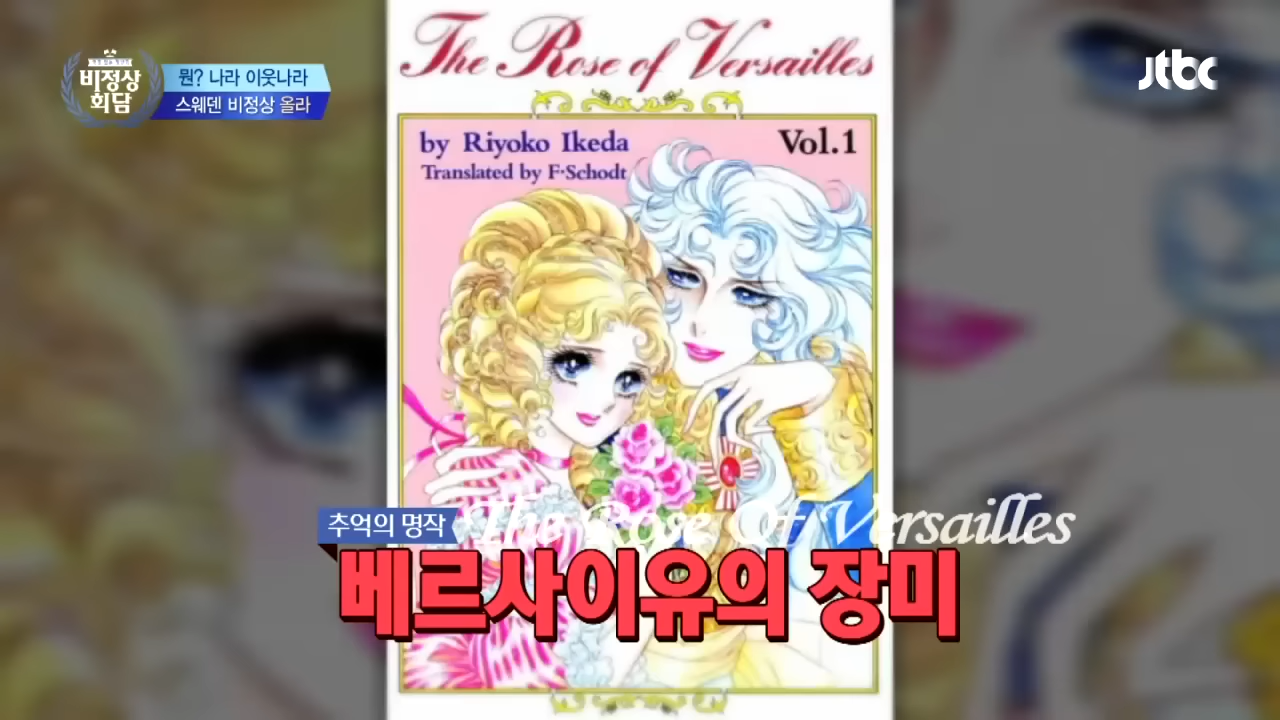 비정상
회담
뭔? 나라 이웃나라
스웨덴 비정상 올라
jtbc
The Rose of Versailles
by Riyoko Ikeda
Vol.1
Translated by F·Schodt
추억의 명작
The Rose Of Versailles
베르사이유의 장미